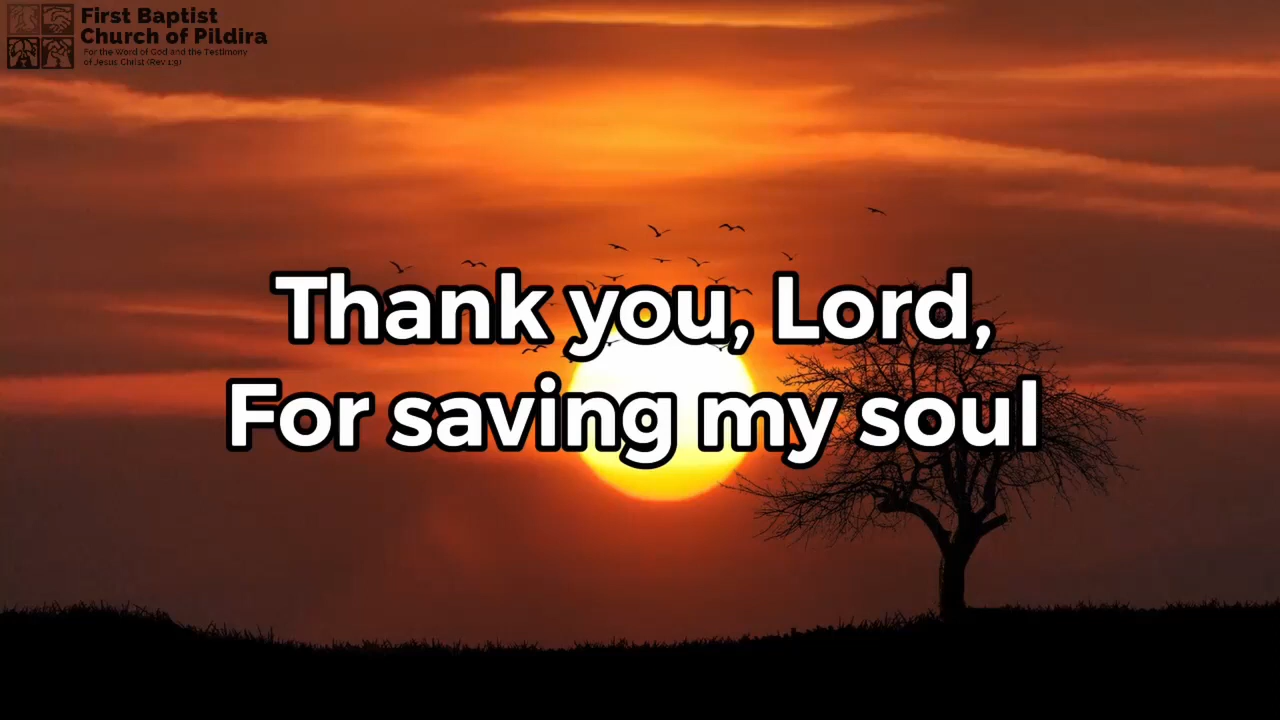 First Baptist
Church of Pildira
For the Word of God and the Testimony
of Jesus Christ (Rev 1:9)
Thank you, Lord,
For saving my soul